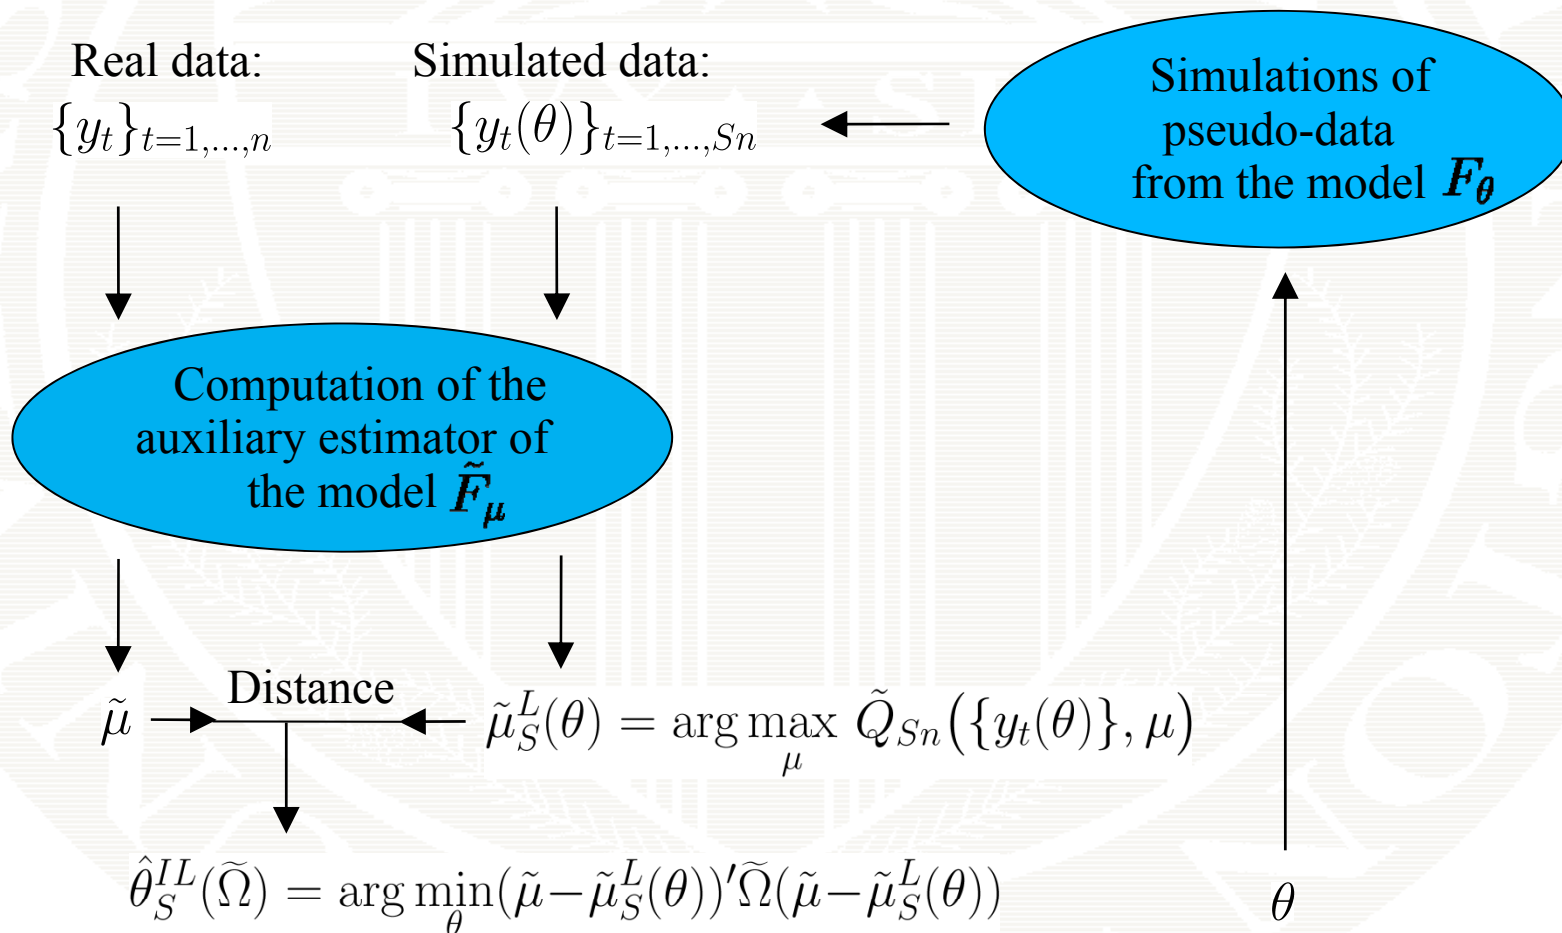 Real data:
{y_t}_{t=1,...,n}
Simulated data:
{y_t(θ)}_{t=1,...,Sn}
Simulations of
pseudo-data
from the model F_θ
Computation of the
auxiliary estimator of
the model F̃_μ
μ̃
Distance
μ̃_S^L(θ) = arg max_μ Q̃_{Sn}({y_t(θ)}, μ)
θ̂_S^{IL}(Ω̃) = arg min_θ (μ̃−μ̃_S^L(θ))′Ω̃(μ̃−μ̃_S^L(θ))
θ